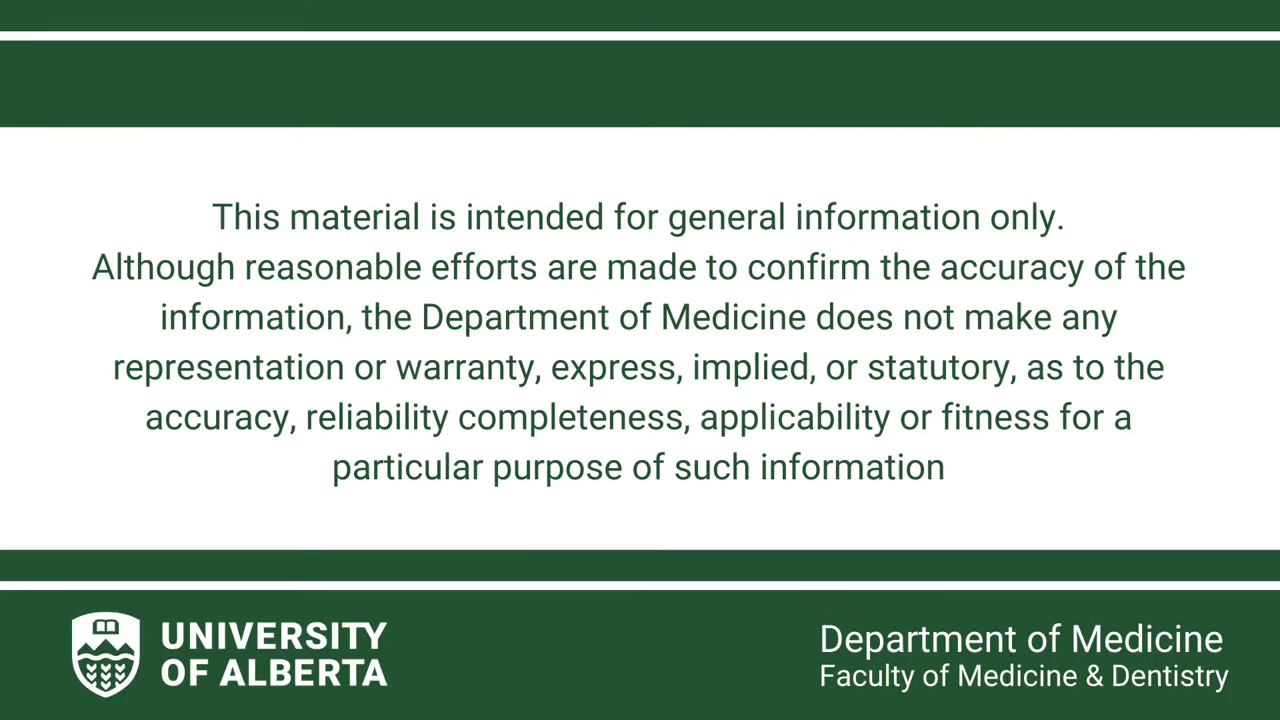 This material is intended for general information only.
Although reasonable efforts are made to confirm the accuracy of the
information, the Department of Medicine does not make any
representation or warranty, express, implied, or statutory, as to the
accuracy, reliability completeness, applicability or fitness for a
particular purpose of such information
UNIVERSITY
OF ALBERTA
Department of Medicine
Faculty of Medicine & Dentistry